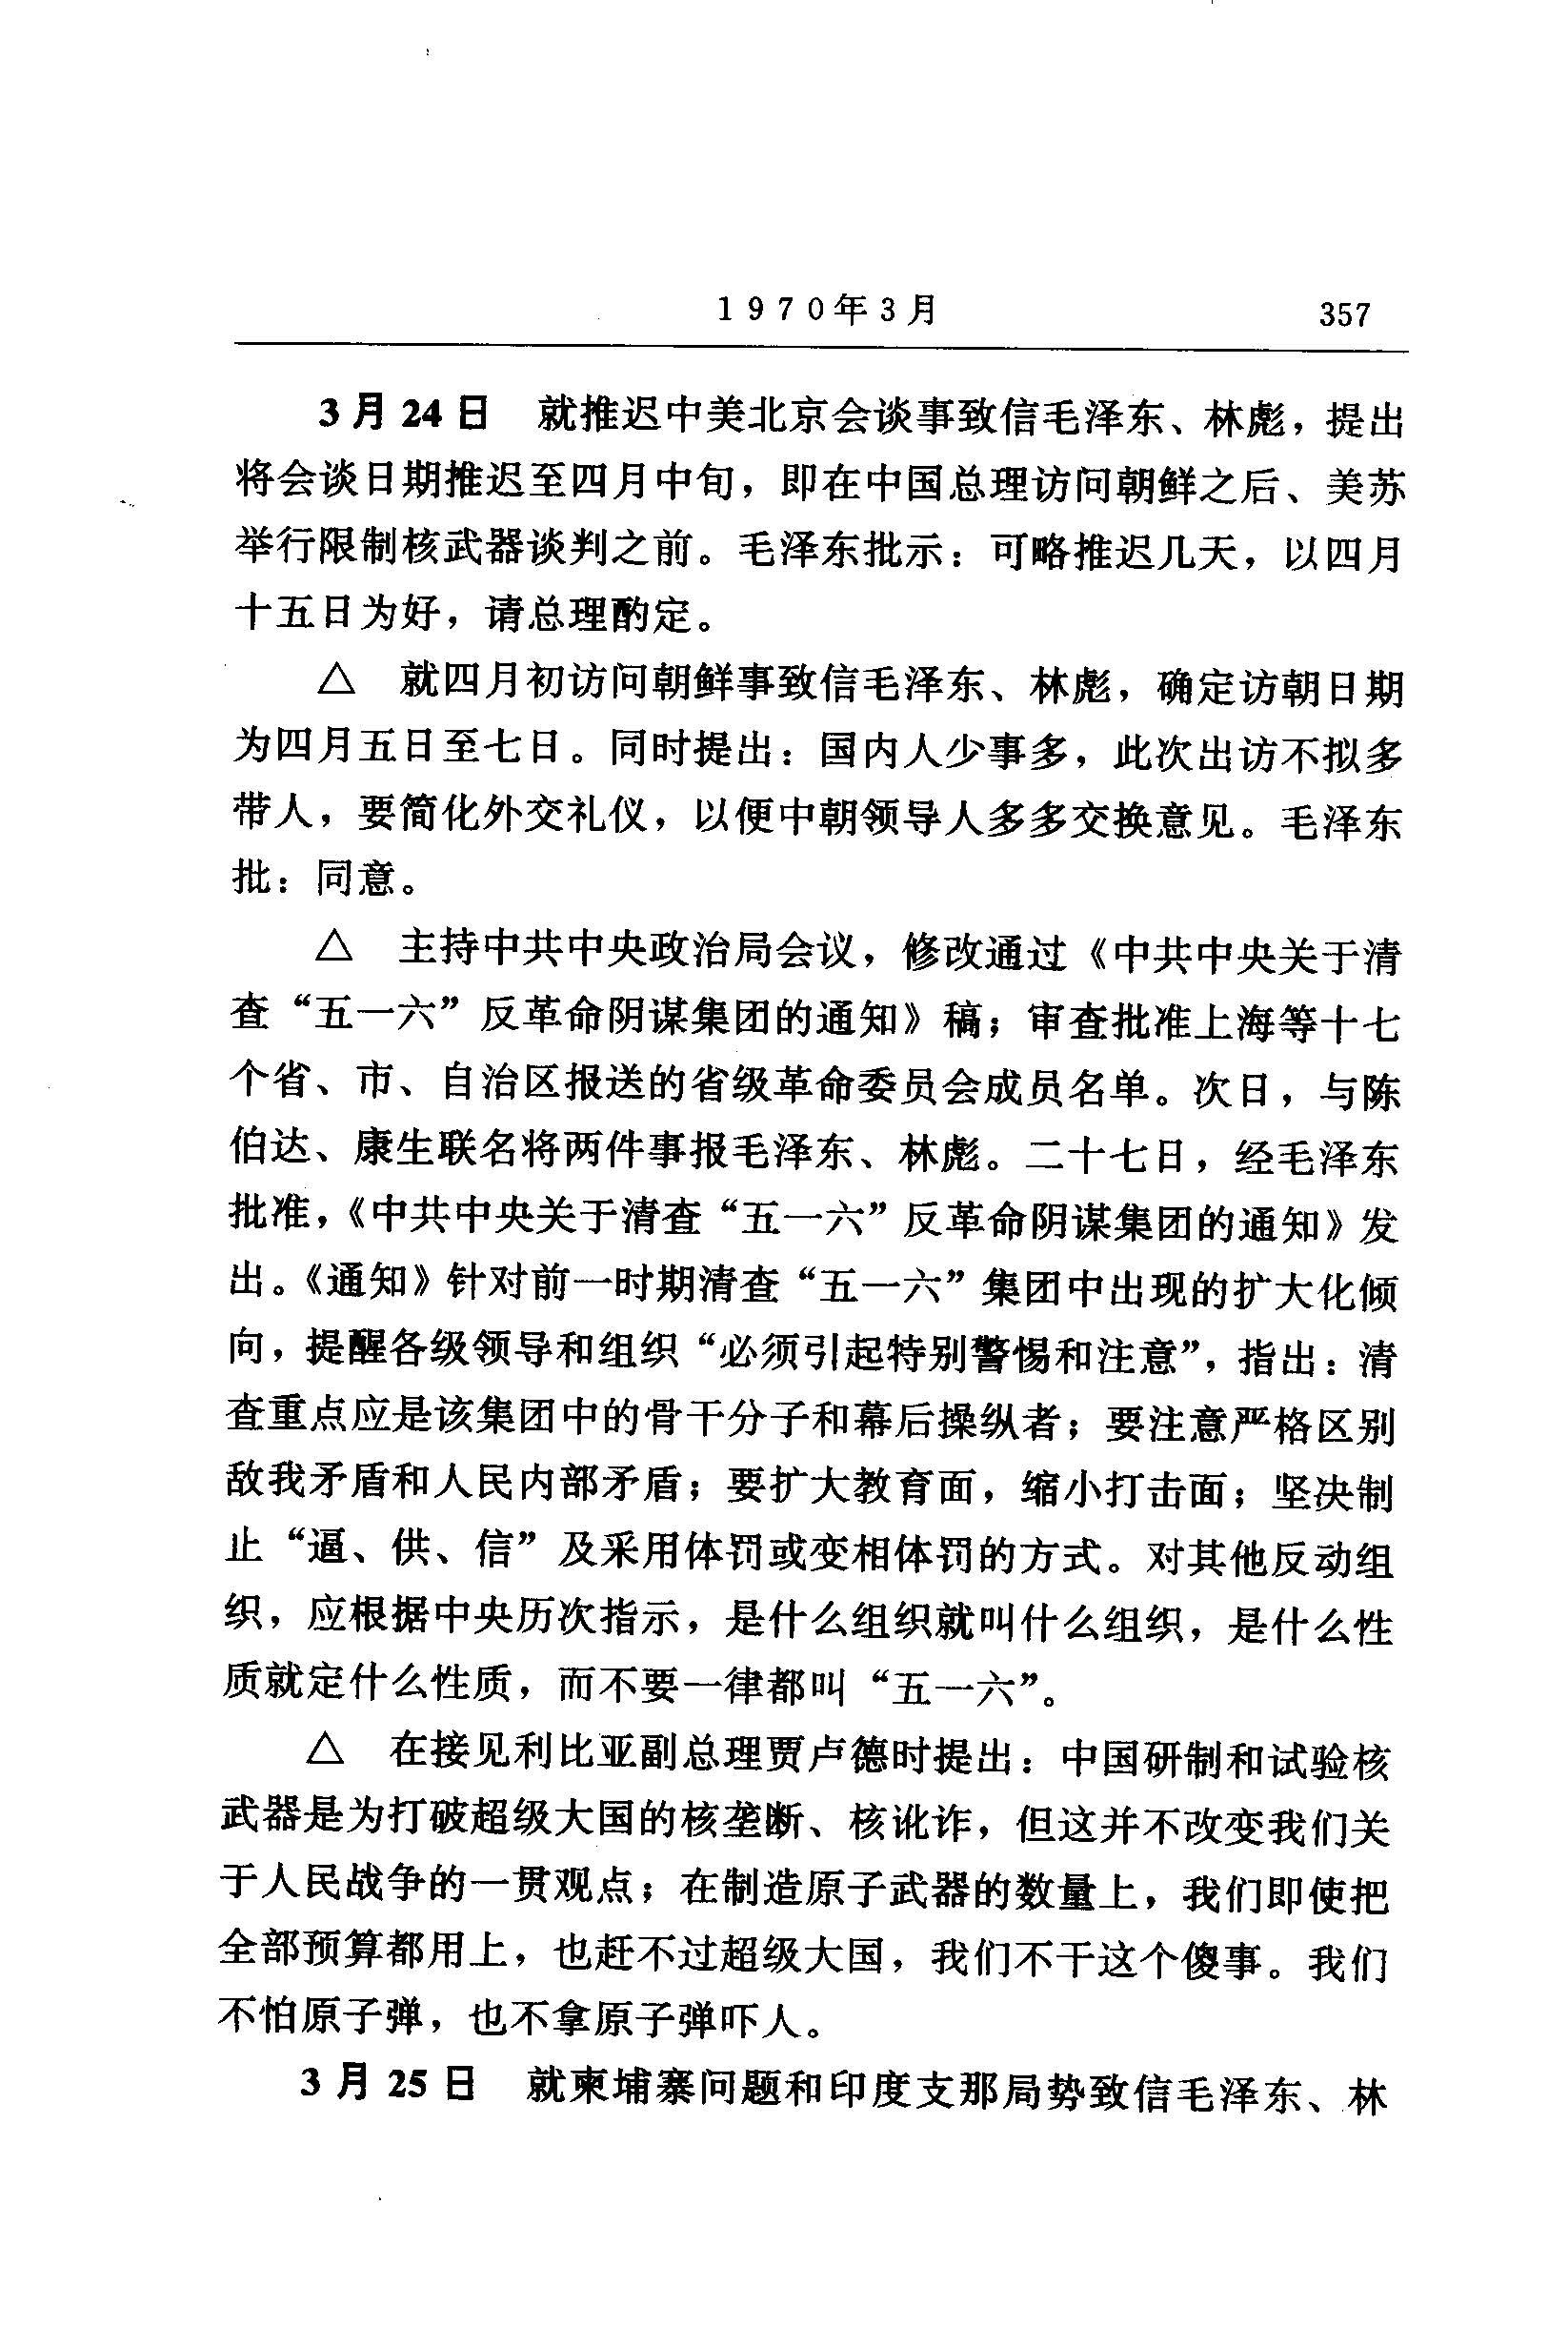 1970年3月 357
3月24日 就推迟中美北京会谈事致信毛泽东、林彪，提出
将会谈日期推迟至四月中旬，即在中国总理访问朝鲜之后、美苏
举行限制核武器谈判之前。毛泽东批示：可略推迟几天，以四月
十五日为好，请总理酌定。
△ 就四月初访问朝鲜事致信毛泽东、林彪，确定访朝日期
为四月五日至七日。同时提出：国内人少事多，此次出访不拟多
带人，要简化外交礼仪，以便中朝领导人多多交换意见。毛泽东
批：同意。
△ 主持中共中央政治局会议，修改通过《中共中央关于清
查“五一六”反革命阴谋集团的通知》稿；审查批准上海等十七
个省、市、自治区报送的省级革命委员会成员名单。次日，与陈
伯达、康生联名将两件事报毛泽东、林彪。二十七日，经毛泽东
批准，《中共中央关于清查“五一六”反革命阴谋集团的通知》发
出。《通知》针对前一时期清查“五一六”集团中出现的扩大化倾
向，提醒各级领导和组织“必须引起特别警惕和注意”，指出：清
查重点应是该集团中的骨干分子和幕后操纵者；要注意严格区别
敌我矛盾和人民内部矛盾；要扩大教育面，缩小打击面；坚决制
止“逼、供、信”及采用体罚或变相体罚的方式。对其他反动组
织，应根据中央历次指示，是什么组织就叫什么组织，是什么性
质就定什么性质，而不要一律都叫“五一六”。
△ 在接见利比亚副总理贾卢德时提出：中国研制和试验核
武器是为打破超级大国的核垄断、核讹诈，但这并不改变我们关
于人民战争的一贯观点；在制造原子武器的数量上，我们即使把
全部预算都用上，也赶不过超级大国，我们不干这个傻事。我们
不怕原子弹，也不拿原子弹吓人。
3月25日 就柬埔寨问题和印度支那局势致信毛泽东、林